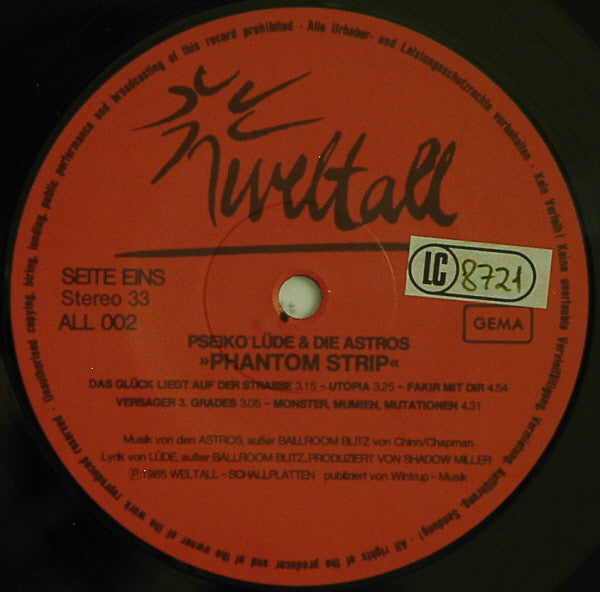 Alle Urheber- und Leistungsschutzrechte vorbehalten · Kein Verleih! Keine unerlaubte Vervielfältigung, Vermietung, Aufführung, Sendung! · All rights of the producer and of the owner of the work reproduced reserved · Unauthorised copying, hiring, lending, public performance and broadcasting of this record prohibited ·
weltall
LC 8721
SEITE EINS
Stereo 33
ALL 002
GEMA
PSEIKO LÜDE & DIE ASTROS
»PHANTOM STRIP«
DAS GLÜCK LIEGT AUF DER STRASSE 3.15 – UTOPIA 3.25 – FAKIR MIT DIR 4.54
VERSAGER 3. GRADES 3.05 – MONSTER, MUMIEN, MUTATIONEN 4.31
Musik von den ASTROS, außer BALLROOM BLITZ von Chinn/Chapman.
Lyrik von LÜDE, außer BALLROOM BLITZ. PRODUZIERT VON SHADOW MILLER
Ⓟ 1985 WELTALL – SCHALLPLATTEN publiziert von Wintrup – Musik